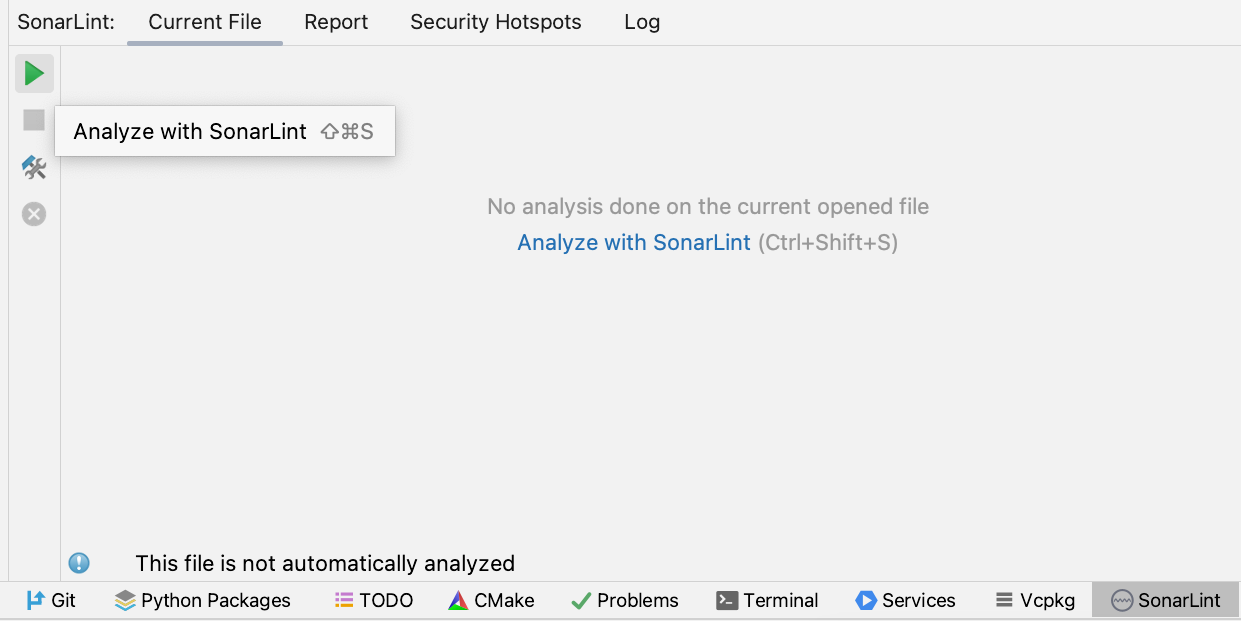 SonarLint: Current File Report Security Hotspots Log
Analyze with SonarLint ⇧⌘S
No analysis done on the current opened file
Analyze with SonarLint (Ctrl+Shift+S)
This file is not automatically analyzed
Git Python Packages TODO CMake Problems Terminal Services Vcpkg SonarLint